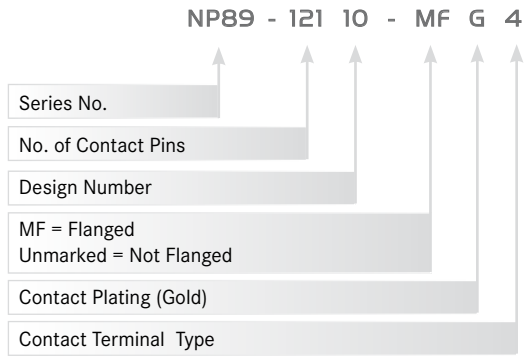 NP89 - 121 10 - MF G 4
Series No.
No. of Contact Pins
Design Number
MF = Flanged
Unmarked = Not Flanged
Contact Plating (Gold)
Contact Terminal Type